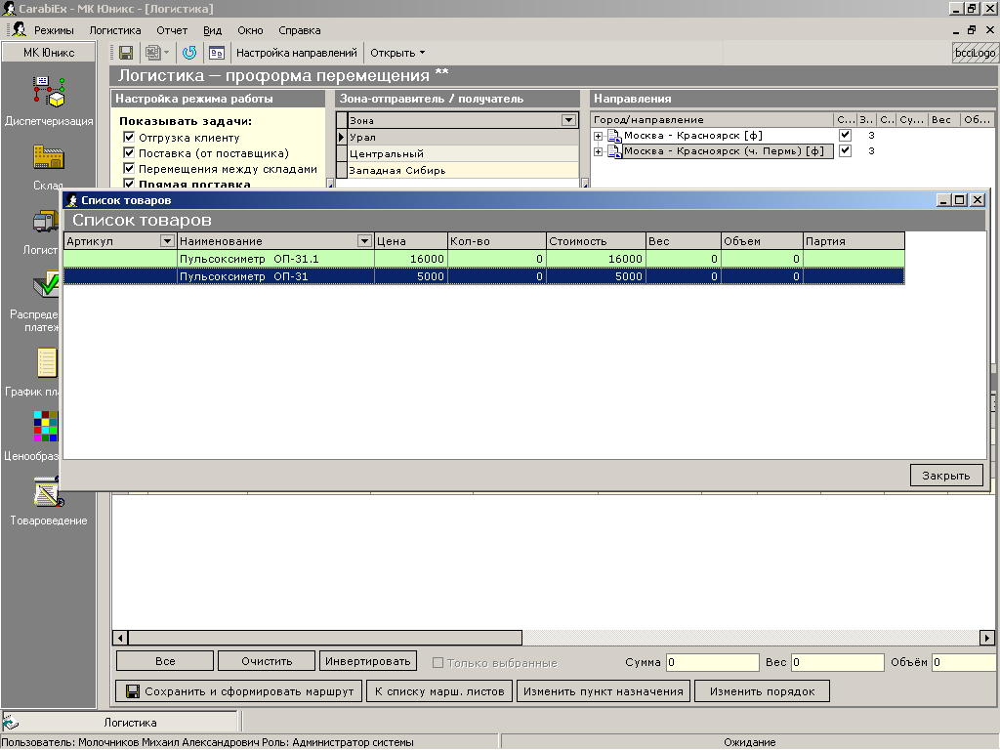 CarabiEx - МК Юникс - [Логистика]
Режимы Логистика Отчет Вид Окно Справка
МК Юникс
Настройка направлений Открыть
bcciLogo
Логистика — проформа перемещения **
Диспетчеризация
Склад
Логист
Распреде
платеж
График пла
Ценообраз
Товароведение
Настройка режима работы
Показывать задачи:
Отгрузка клиенту
Поставка (от поставщика)
Перемещения между складами
Прямая поставка
Зона-отправитель / получатель
Зона
Урал
Центральный
Западная Сибирь
Направления
Город/направление С... З... С... Су... Вес Об...
Москва - Красноярск [ф] 3
Москва - Красноярск (ч. Пермь) [ф] 3
Список товаров
Список товаров
Артикул Наименование Цена Кол-во Стоимость Вес Объем Партия
Пульсоксиметр ОП-31.1 16000 0 16000 0 0
Пульсоксиметр ОП-31 5000 0 5000 0 0
Закрыть
Все Очистить Инвертировать Только выбранные Сумма 0 Вес 0 Объём 0
Сохранить и сформировать маршрут К списку марш. листов Изменить пункт назначения Изменить порядок
Логистика
Пользователь: Молочников Михаил Александрович Роль: Администратор системы Ожидание